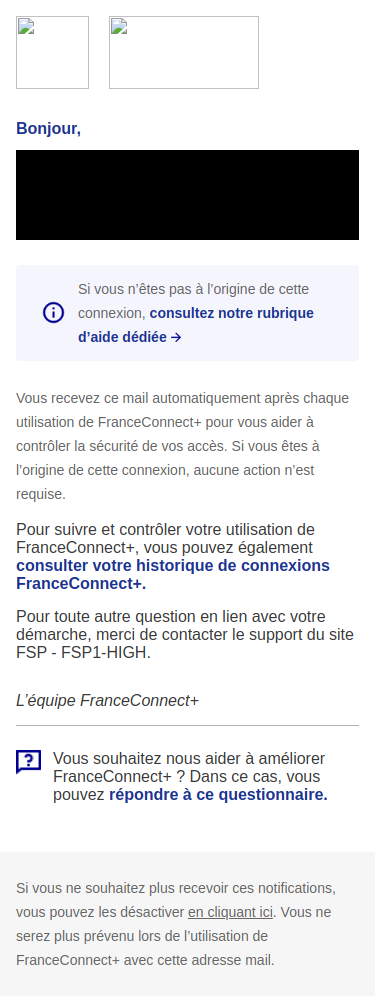 Bonjour,
Si vous n’êtes pas à l’origine de cette
connexion, consultez notre rubrique
d’aide dédiée →
Vous recevez ce mail automatiquement après chaque
utilisation de FranceConnect+ pour vous aider à
contrôler la sécurité de vos accès. Si vous êtes à
l’origine de cette connexion, aucune action n’est
requise.
Pour suivre et contrôler votre utilisation de
FranceConnect+, vous pouvez également
consulter votre historique de connexions
FranceConnect+.
Pour toute autre question en lien avec votre
démarche, merci de contacter le support du site
FSP - FSP1-HIGH.
L’équipe FranceConnect+
Vous souhaitez nous aider à améliorer
FranceConnect+ ? Dans ce cas, vous
pouvez répondre à ce questionnaire.
Si vous ne souhaitez plus recevoir ces notifications,
vous pouvez les désactiver en cliquant ici. Vous ne
serez plus prévenu lors de l’utilisation de
FranceConnect+ avec cette adresse mail.